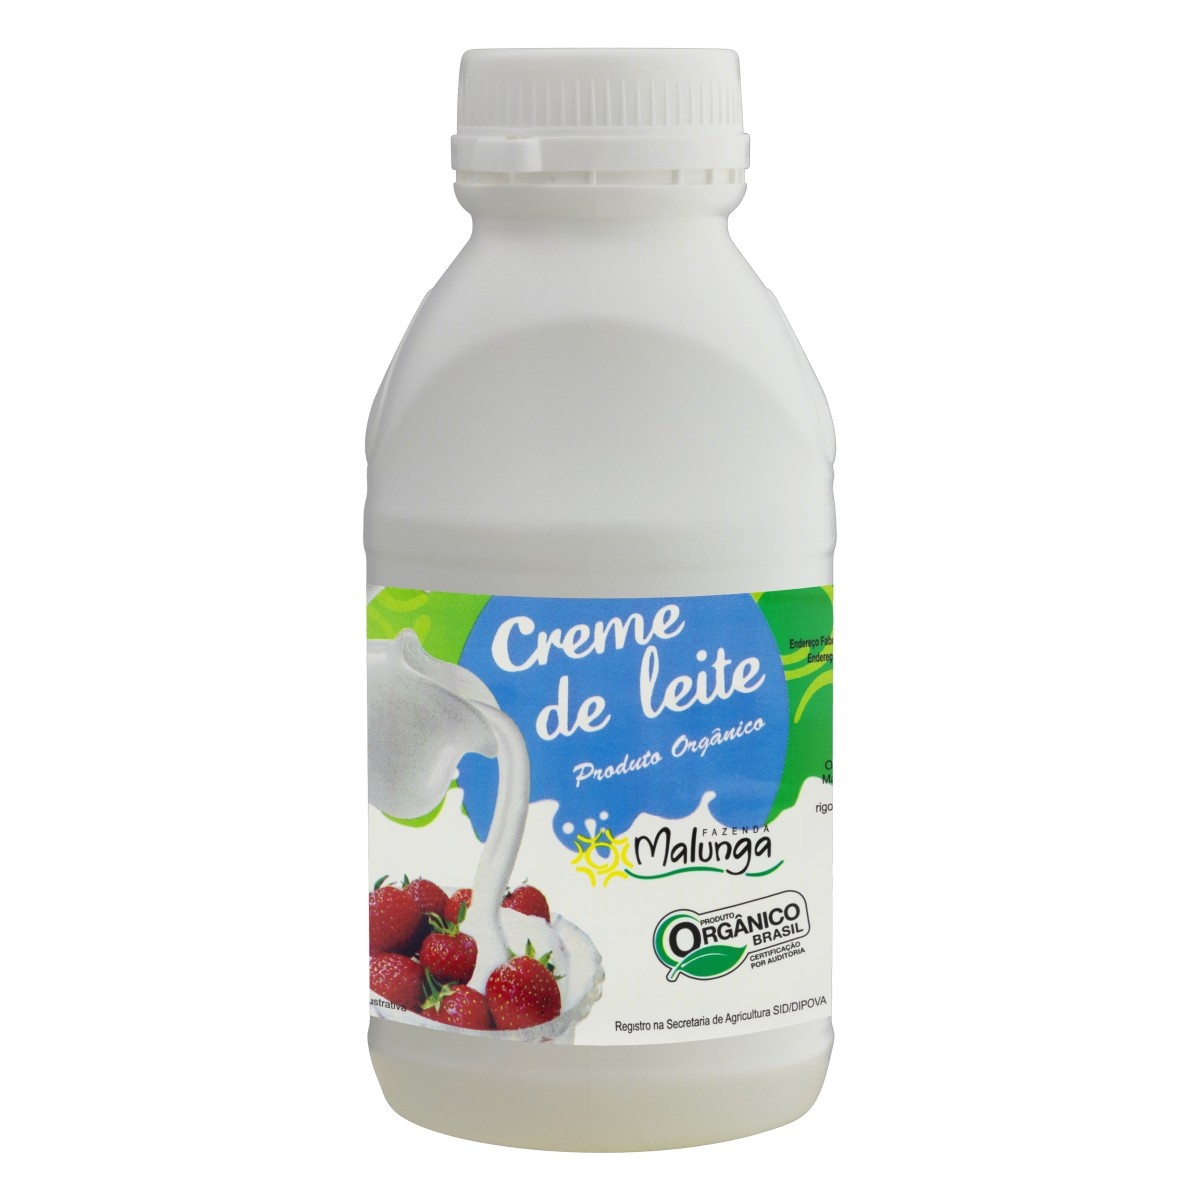 Creme
de leite
Produto Orgânico
FAZENDA
Malunga
PRODUTO
ORGÂNICO
BRASIL
CERTIFICAÇÃO
POR AUDITORIA
Registro na Secretaria de Agricultura SID/DIPOVA
Endereço